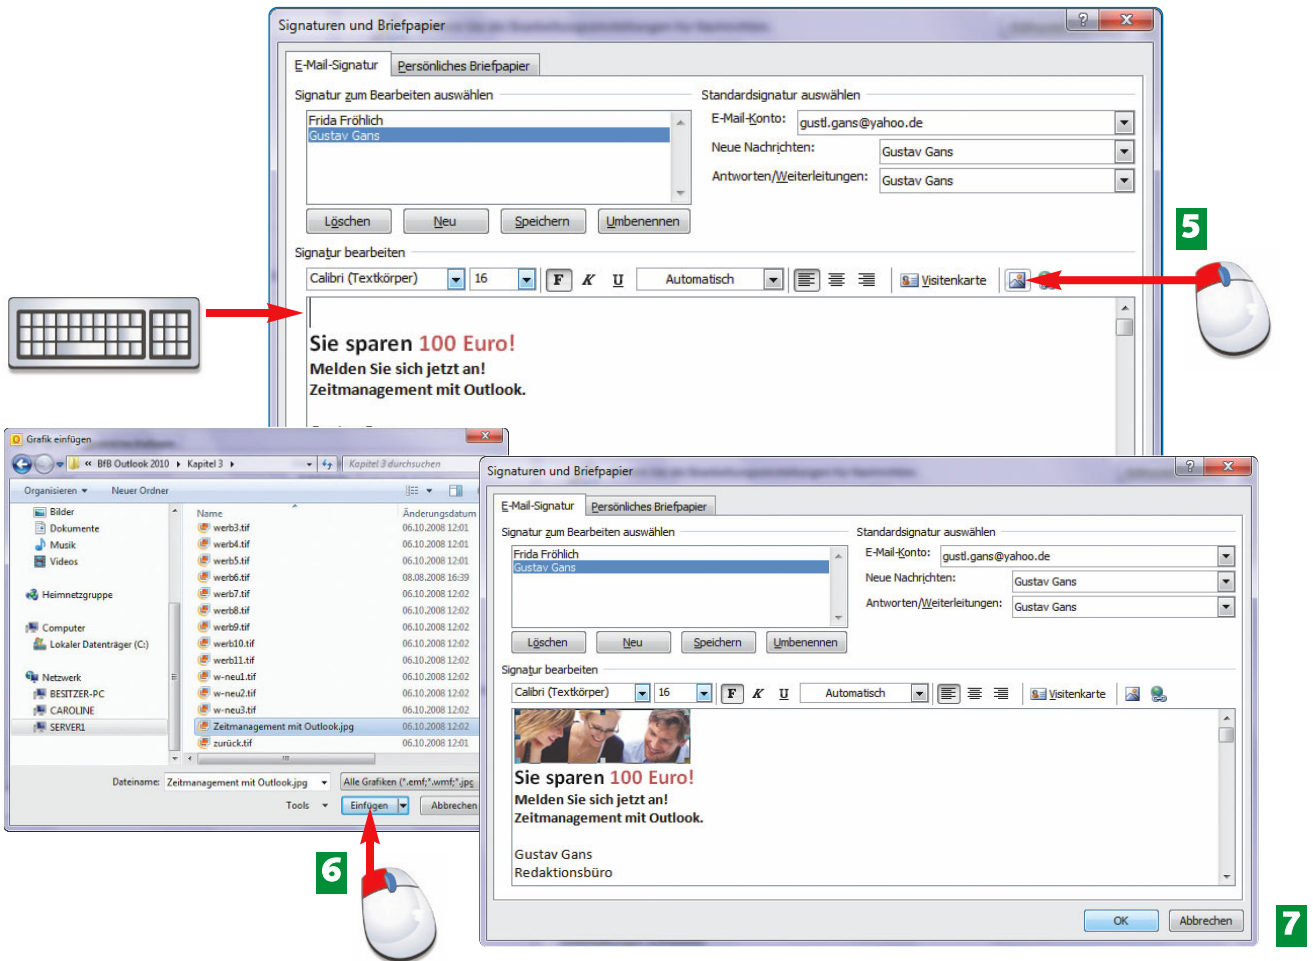 Signaturen und Briefpapier
E-Mail-Signatur
Persönliches Briefpapier
Signatur zum Bearbeiten auswählen
Frida Fröhlich
Gustav Gans
Löschen
Neu
Speichern
Umbenennen
Standardsignatur auswählen
E-Mail-Konto: gustl.gans@yahoo.de
Neue Nachrichten: Gustav Gans
Antworten/Weiterleitungen: Gustav Gans
5
Signatur bearbeiten
Calibri (Textkörper) 16 F K U Automatisch Visitenkarte
Sie sparen 100 Euro!
Melden Sie sich jetzt an!
Zeitmanagement mit Outlook.
Grafik einfügen
« BfB Outlook 2010 Kapitel 3 Kapitel 3 durchsuchen
Organisieren Neuer Ordner
Bilder
Dokumente
Musik
Videos
Heimnetzgruppe
Computer
Lokaler Datenträger (C:)
Netzwerk
BESITZER-PC
CAROLINE
SERVER1
Name Änderungsdatum
werb3.tif 06.10.2008 12:01
werb4.tif 06.10.2008 12:01
werb5.tif 06.10.2008 12:01
werb6.tif 08.08.2008 16:39
werb7.tif 06.10.2008 12:02
werb8.tif 06.10.2008 12:02
werb9.tif 06.10.2008 12:02
werb10.tif 06.10.2008 12:02
werb11.tif 06.10.2008 12:02
w-neu1.tif 06.10.2008 12:02
w-neu2.tif 06.10.2008 12:02
w-neu3.tif 06.10.2008 12:02
Zeitmanagement mit Outlook.jpg 06.10.2008 12:02
zurück.tif 06.10.2008 12:01
Dateiname: Zeitmanagement mit Outlook.jpg Alle Grafiken (*.emf;*.wmf;*.jpg
Tools Einfügen Abbrechen
6
Signaturen und Briefpapier
E-Mail-Signatur
Persönliches Briefpapier
Signatur zum Bearbeiten auswählen
Frida Fröhlich
Gustav Gans
Löschen
Neu
Speichern
Umbenennen
Standardsignatur auswählen
E-Mail-Konto: gustl.gans@yahoo.de
Neue Nachrichten: Gustav Gans
Antworten/Weiterleitungen: Gustav Gans
Signatur bearbeiten
Calibri (Textkörper) 16 F K U Automatisch Visitenkarte
Sie sparen 100 Euro!
Melden Sie sich jetzt an!
Zeitmanagement mit Outlook.
Gustav Gans
Redaktionsbüro
OK
Abbrechen
7